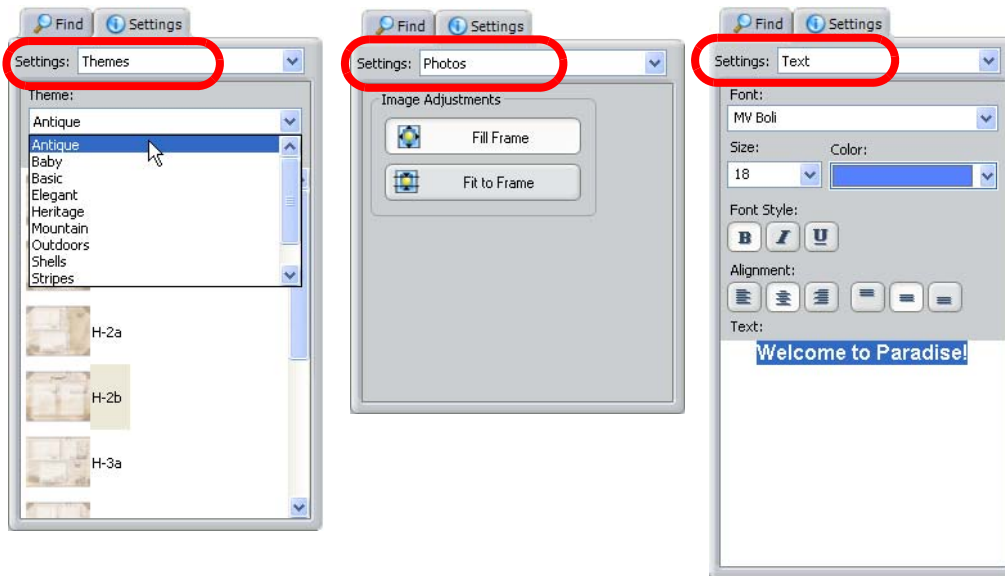 Find Settings
Settings: Themes
Theme:
Antique
Antique
Baby
Basic
Elegant
Heritage
Mountain
Outdoors
Shells
Stripes
H-2a
H-2b
H-3a
Find Settings
Settings: Photos
Image Adjustments
Fill Frame
Fit to Frame
Find Settings
Settings: Text
Font:
MV Boli
Size: Color:
18
Font Style:
B I U
Alignment:
Text:
Welcome to Paradise!